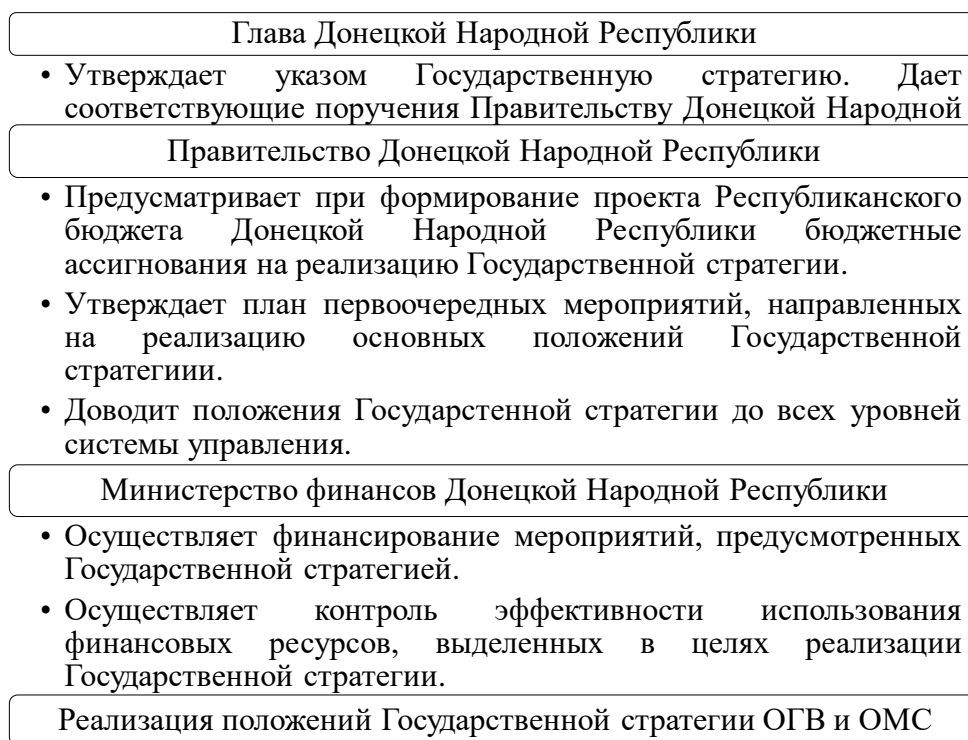 Глава Донецкой Народной Республики
• Утверждает указом Государственную стратегию. Дает
соответствующие поручения Правительству Донецкой Народной
Правительство Донецкой Народной Республики
• Предусматривает при формирование проекта Республиканского
бюджета Донецкой Народной Республики бюджетные
ассигнования на реализацию Государственной стратегии.
• Утверждает план первоочередных мероприятий, направленных
на реализацию основных положений Государственной
стратегиии.
• Доводит положения Государстенной стратегии до всех уровней
системы управления.
Министерство финансов Донецкой Народной Республики
• Осуществляет финансирование мероприятий, предусмотренных
Государственной стратегией.
• Осуществляет контроль эффективности использования
финансовых ресурсов, выделенных в целях реализации
Государственной стратегии.
Реализация положений Государственной стратегии ОГВ и ОМС